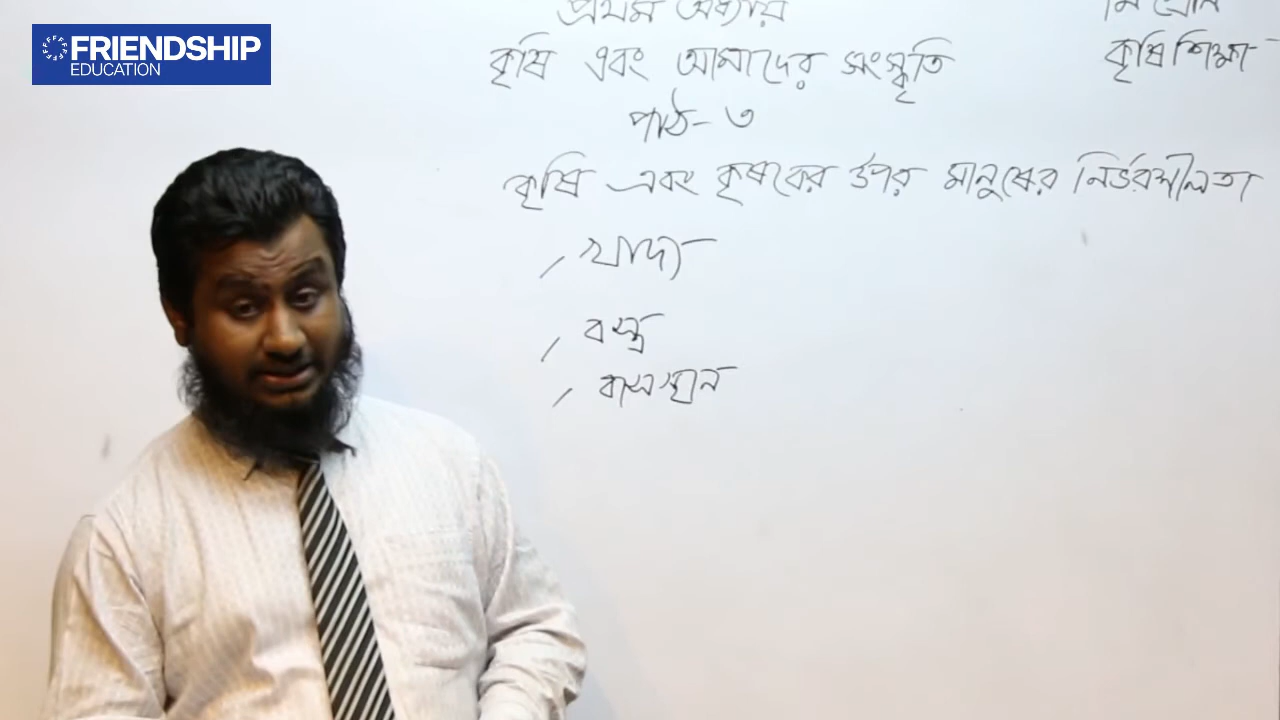 FRIENDSHIP
EDUCATION
প্রথম অধ্যায়
কৃষি এবং আমাদের সংস্কৃতি
কৃষি শিক্ষা
পাঠ- ৩
কৃষি এবং কৃষকের উপর মানুষের নির্ভরশীলতা
খাদ্য
বস্ত্র
বাসস্থান